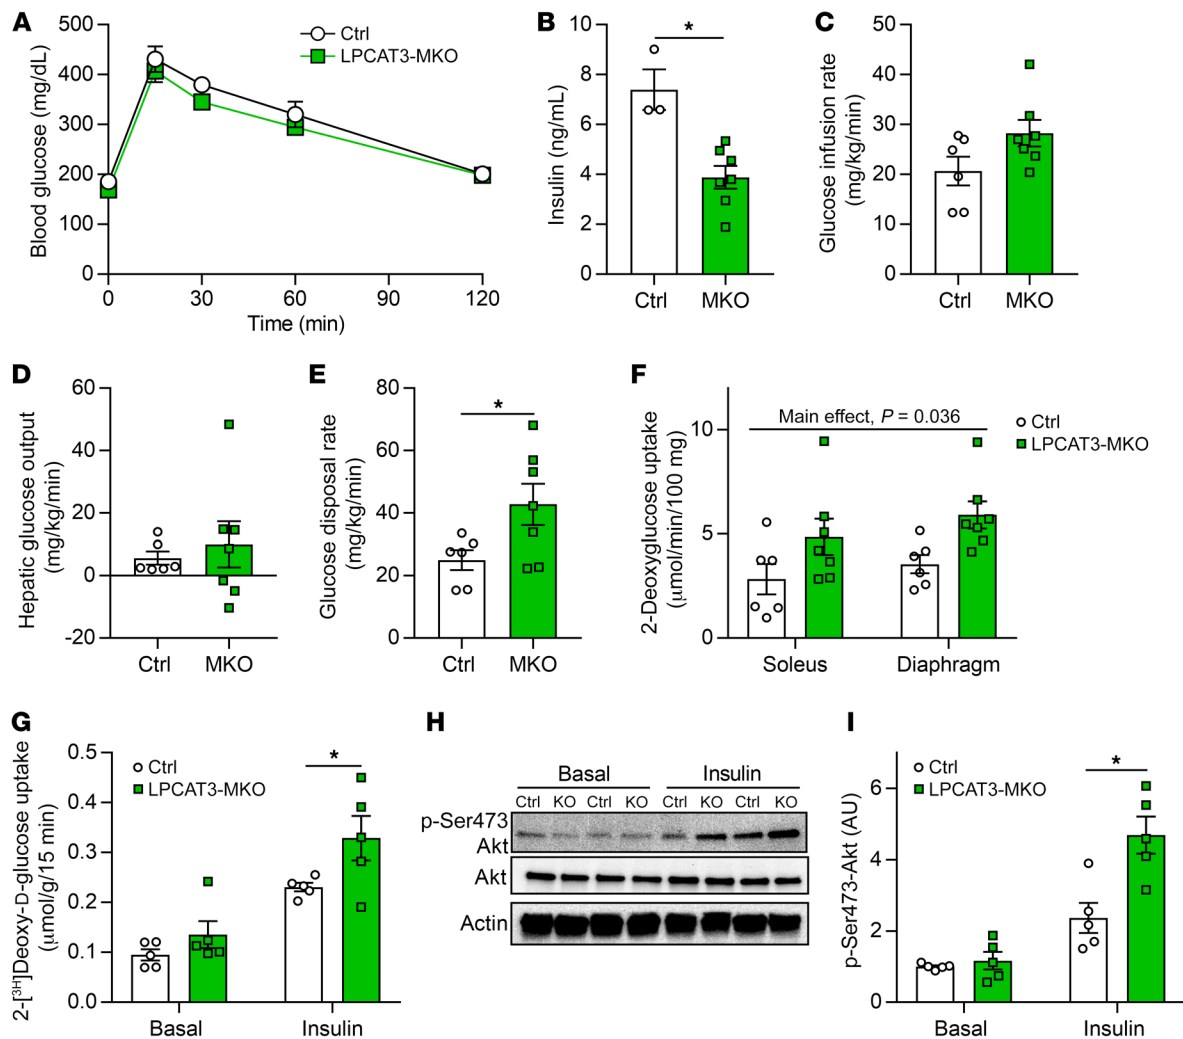 A
Blood glucose (mg/dL)
500
400
300
200
100
0
0 30 60 90 120
Time (min)
Ctrl
LPCAT3-MKO
B
Insulin (ng/mL)
10
8
6
4
2
0
*
Ctrl MKO
C
Glucose infusion rate
(mg/kg/min)
50
40
30
20
10
0
Ctrl MKO
D
Hepatic glucose output
(mg/kg/min)
60
40
20
0
-20
Ctrl MKO
E
Glucose disposal rate
(mg/kg/min)
80
60
40
20
0
*
Ctrl MKO
F
2-Deoxyglucose uptake
(μmol/min/100 mg)
10
5
0
Main effect, P = 0.036
Soleus Diaphragm
Ctrl
LPCAT3-MKO
G
2-[³H]Deoxy-D-glucose uptake
(μmol/g/15 min)
0.5
0.4
0.3
0.2
0.1
0.0
Ctrl
LPCAT3-MKO
*
Basal Insulin
H
Basal Insulin
Ctrl KO Ctrl KO Ctrl KO Ctrl KO
p-Ser473
Akt
Akt
Actin
I
p-Ser473-Akt (AU)
6
4
2
0
Ctrl
LPCAT3-MKO
*
Basal Insulin